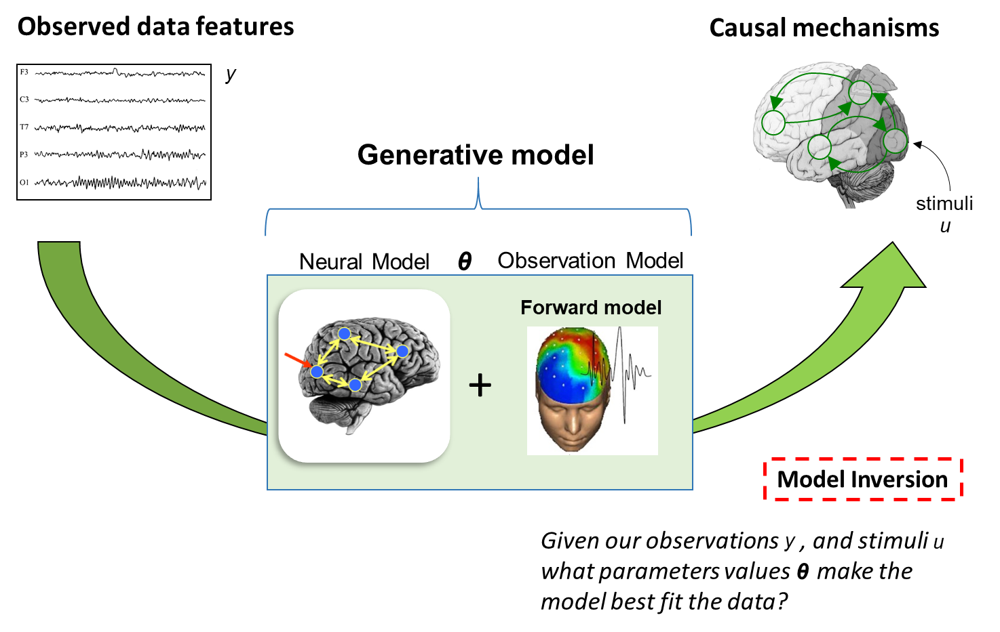 Observed data features
Causal mechanisms
F3
C3
T7
P3
O1
y
Generative model
stimuli
u
Neural Model θ Observation Model
Forward model
+
Model Inversion
Given our observations y , and stimuli u
what parameters values θ make the
model best fit the data?